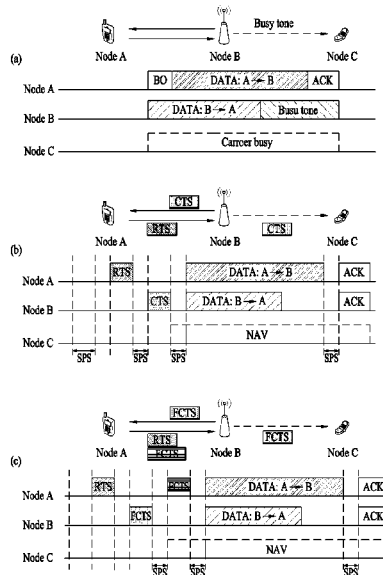 Busy tone
Node A
Node B
Node C
(a)
Node A
BO
DATA: A → B
ACK
Node B
DATA: B → A
Busu tone
Node C
Carroer busy
CTS
RTS
CTS
Node A
Node B
Node C
(b)
Node A
RTS
DATA: A → B
ACK
Node B
CTS
DATA: B → A
ACK
Node C
NAV
SPS
SPS
SPS
SPS
FCTS
RTS
FCTS
FCTS
Node A
Node B
Node C
(c)
Node A
RTS
FCTS
DATA: A → B
ACK
Node B
FCTS
DATA: B → A
ACK
Node C
NAV
SPS
SPS
SPS